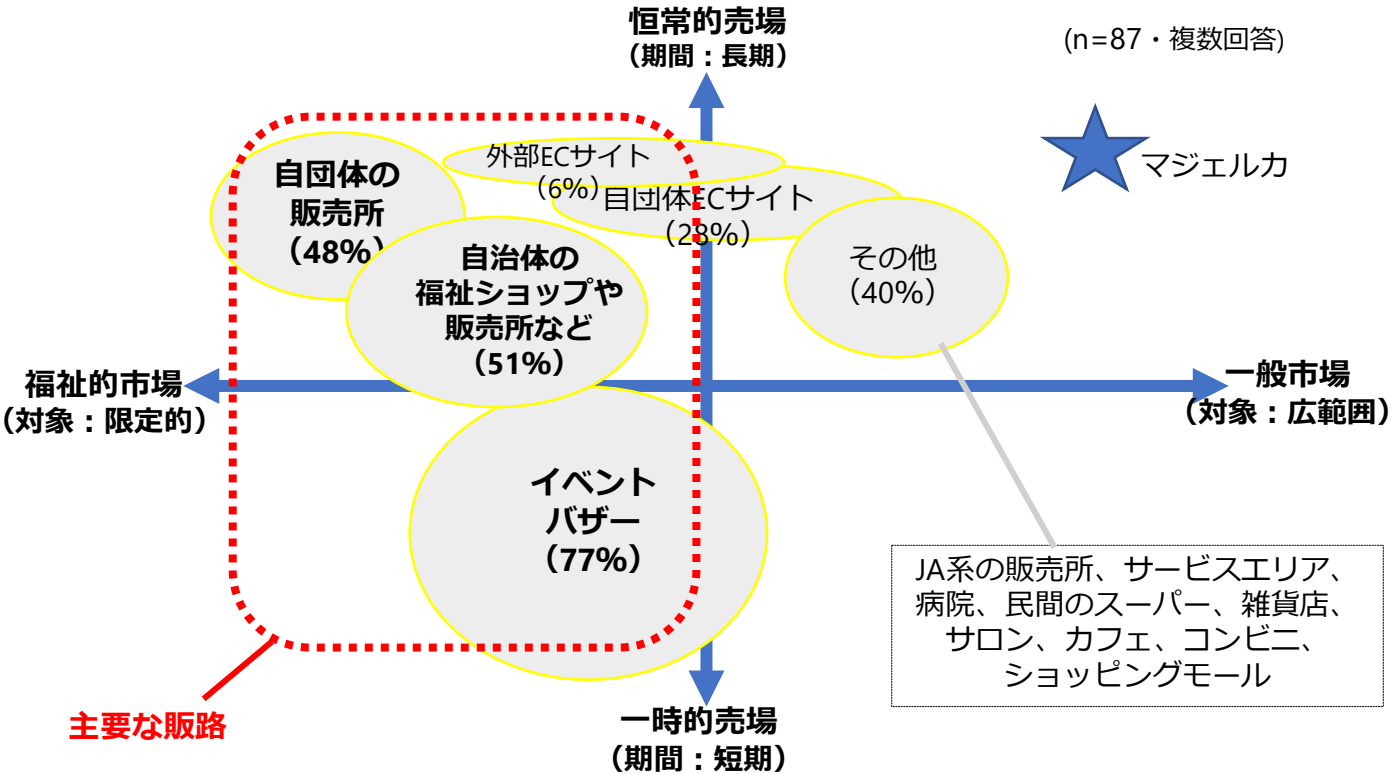 恒常的売場
（期間：長期）
(n=87・複数回答)
マジェルカ
外部ECサイト
（6%）
自団体の
販売所
（48%）
自団体ECサイト
（28%）
その他
（40%）
自治体の
福祉ショップや
販売所など
（51%）
福祉的市場
（対象：限定的）
一般市場
（対象：広範囲）
イベント
バザー
（77%）
JA系の販売所、サービスエリア、
病院、民間のスーパー、雑貨店、
サロン、カフェ、コンビニ、
ショッピングモール
主要な販路
一時的売場
（期間：短期）